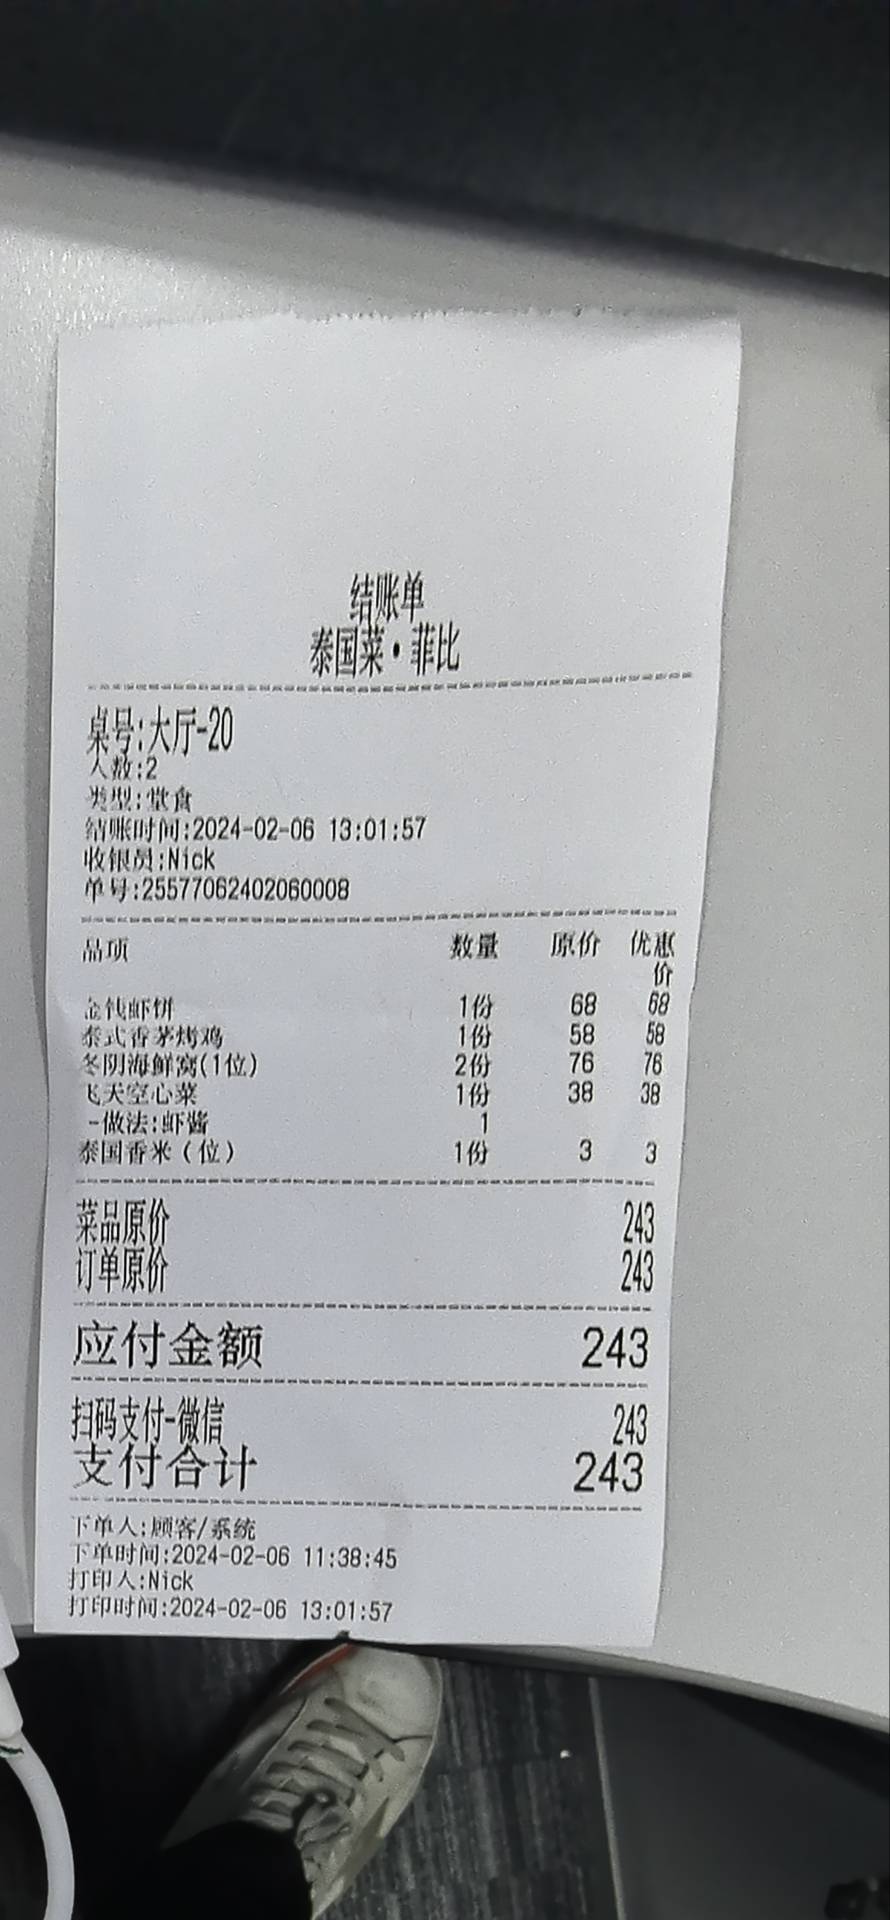 结账单
泰国菜·菲比
桌号:大厅-20
人数:2
类型:堂食
结账时间:2024-02-06 13:01:57
收银员:Nick
单号:25577062402060008
品项 数量 原价 优惠价
金钱虾饼 1份 68 68
泰式香茅烤鸡 1份 58 58
冬阴海鲜窝(1位) 2份 76 76
飞天空心菜 1份 38 38
-做法:虾酱 1
泰国香米(位) 1份 3 3
菜品原价 243
订单原价 243
应付金额 243
扫码支付-微信 243
支付合计 243
下单人:顾客/系统
下单时间:2024-02-06 11:38:45
打印人:Nick
打印时间:2024-02-06 13:01:57